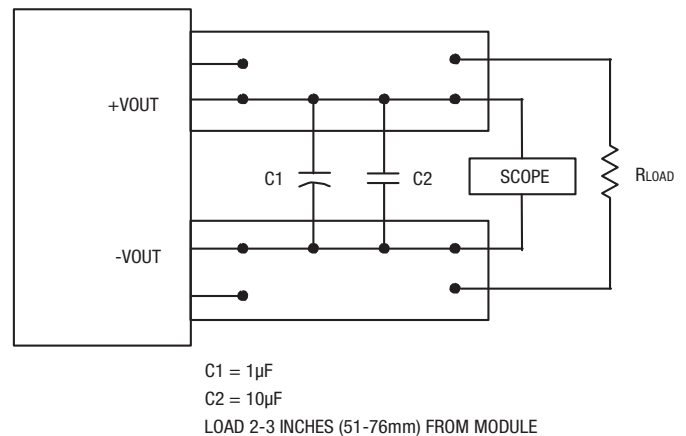 +VOUT
C1
C2
SCOPE
RLOAD
-VOUT
C1 = 1µF
C2 = 10µF
LOAD 2-3 INCHES (51-76mm) FROM MODULE